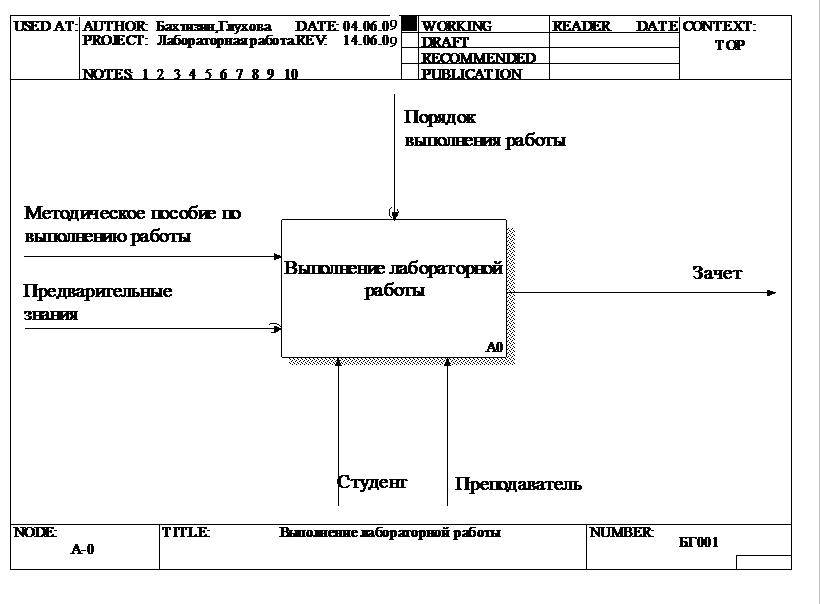 USED AT: AUTHOR: Бахтизин,Глухова DATE: 04.06.09 WORKING READER DATE CONTEXT:
PROJECT: Лабораторная работа REV: 14.06.09 DRAFT TOP
RECOMMENDED
NOTES: 1 2 3 4 5 6 7 8 9 10 PUBLICATION
Порядок
выполнения работы
Методическое пособие по
выполнению работы
Выполнение лабораторной
работы
Зачет
Предварительные
знания
A0
Студент
Преподаватель
NODE: TITLE: Выполнение лабораторной работы NUMBER:
A-0 БГ001